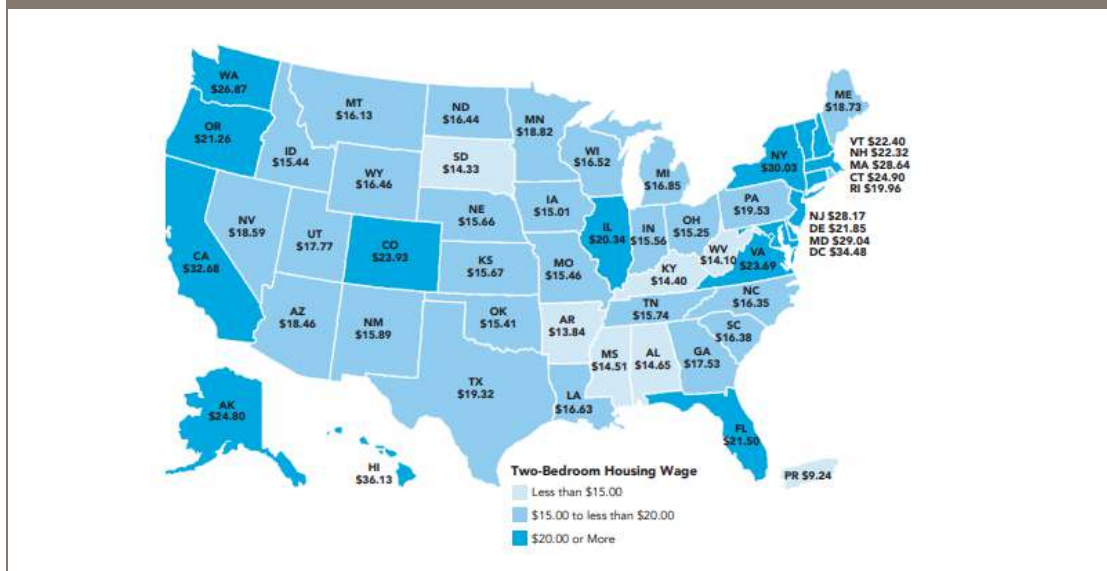 WA
$26.87
OR
$21.26
CA
$32.68
ID
$15.44
NV
$18.59
MT
$16.13
WY
$16.46
UT
$17.77
AZ
$18.46
CO
$23.93
NM
$15.89
ND
$16.44
SD
$14.33
NE
$15.66
KS
$15.67
OK
$15.41
TX
$19.32
MN
$18.82
IA
$15.01
MO
$15.46
AR
$13.84
LA
$16.63
WI
$16.52
IL
$20.34
MI
$16.85
IN
$15.56
OH
$15.25
KY
$14.40
TN
$15.74
MS
$14.51
AL
$14.65
GA
$17.53
FL
$21.50
SC
$16.38
NC
$16.35
VA
$23.69
WV
$14.10
PA
$19.53
NY
$30.03
ME
$18.73
VT $22.40
NH $22.32
MA $28.64
CT $24.90
RI $19.96
NJ $28.17
DE $21.85
MD $29.04
DC $34.48
AK
$24.80
HI
$36.13
PR $9.24
Two-Bedroom Housing Wage
Less than $15.00
$15.00 to less than $20.00
$20.00 or More